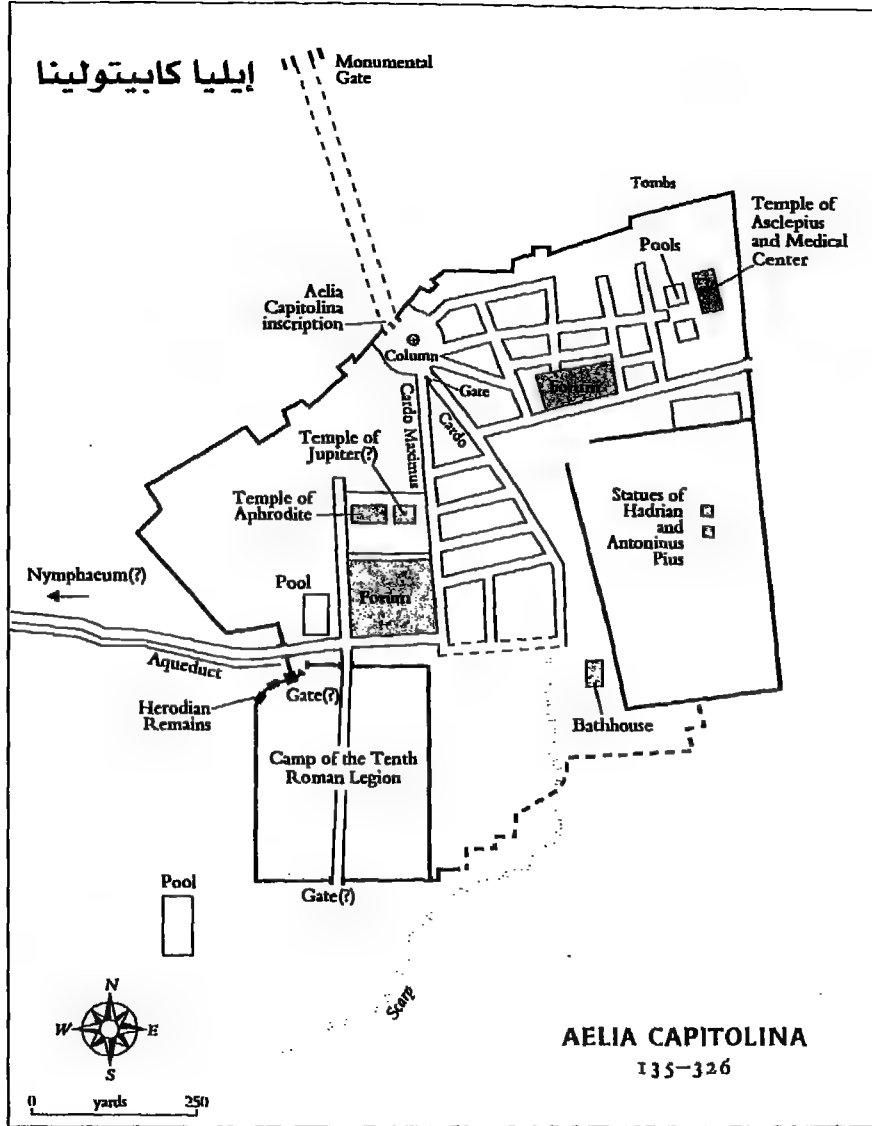 إيليا كابيتولينا
Monumental
Gate
Tombs
Temple of
Asclepius
and Medical
Center
Pools
Aelia
Capitolina
inscription
Column
Gate
Forum
Cardo Maximus
Cardo
Temple of
Jupiter(?)
Temple of
Aphrodite
Statues of
Hadrian
and
Antoninus
Pius
Nymphaeum(?)
Pool
Forum
Aqueduct
Gate(?)
Herodian
Remains
Bathhouse
Camp of the Tenth
Roman Legion
Pool
Gate(?)
Scarp
N
W
E
S
0 yards 250
AELIA CAPITOLINA
135–326